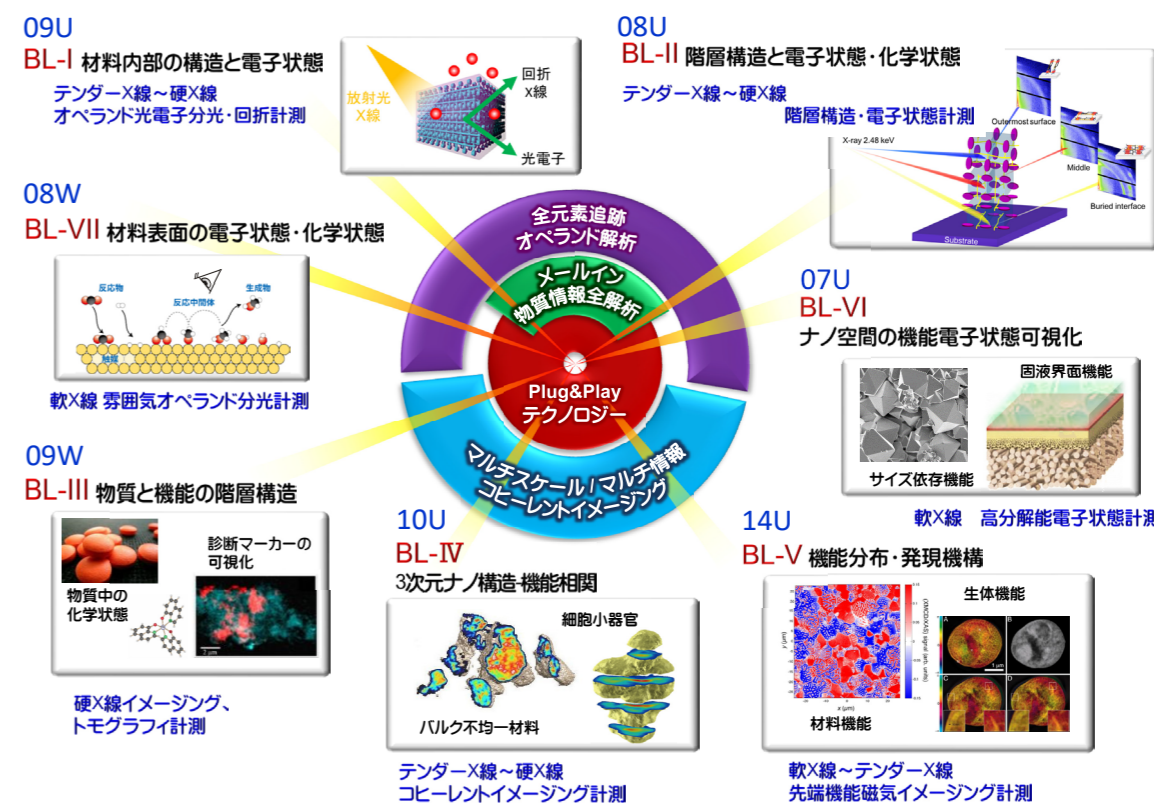 09U
BL-I 材料内部の構造と電子状態
テンダーX線～硬X線
オペランド光電子分光・回折計測
放射光
X線
回折
X線
光電子
08U
BL-II 階層構造と電子状態・化学状態
テンダーX線～硬X線
階層構造・電子状態計測
X-ray 2.48 keV
Outermost surface
Middle
Buried interface
Substrate
08W
BL-VII 材料表面の電子状態・化学状態
反応物
反応中間体
生成物
触媒
軟X線 雰囲気オペランド分光計測
全元素追跡
オペランド解析
メールイン
物質情報全解析
Plug&Play
テクノロジー
マルチスケール/マルチ情報
コヒーレントイメージング
07U
BL-VI
ナノ空間の機能電子状態可視化
固液界面機能
サイズ依存機能
軟X線 高分解能電子状態計測
09W
BL-III 物質と機能の階層構造
診断マーカーの
可視化
物質中の
化学状態
2 μm
硬X線イメージング、
トモグラフィ計測
10U
BL-IV
3次元ナノ構造-機能相関
細胞小器官
バルク不均一材料
テンダーX線～硬X線
コヒーレントイメージング計測
14U
BL-V 機能分布・発現機構
生体機能
y (μm)
x (μm)
(XMCD/XAS) signal (arb. units)
材料機能
A
B
1 μm
C
D
軟X線～テンダーX線
先端機能磁気イメージング計測